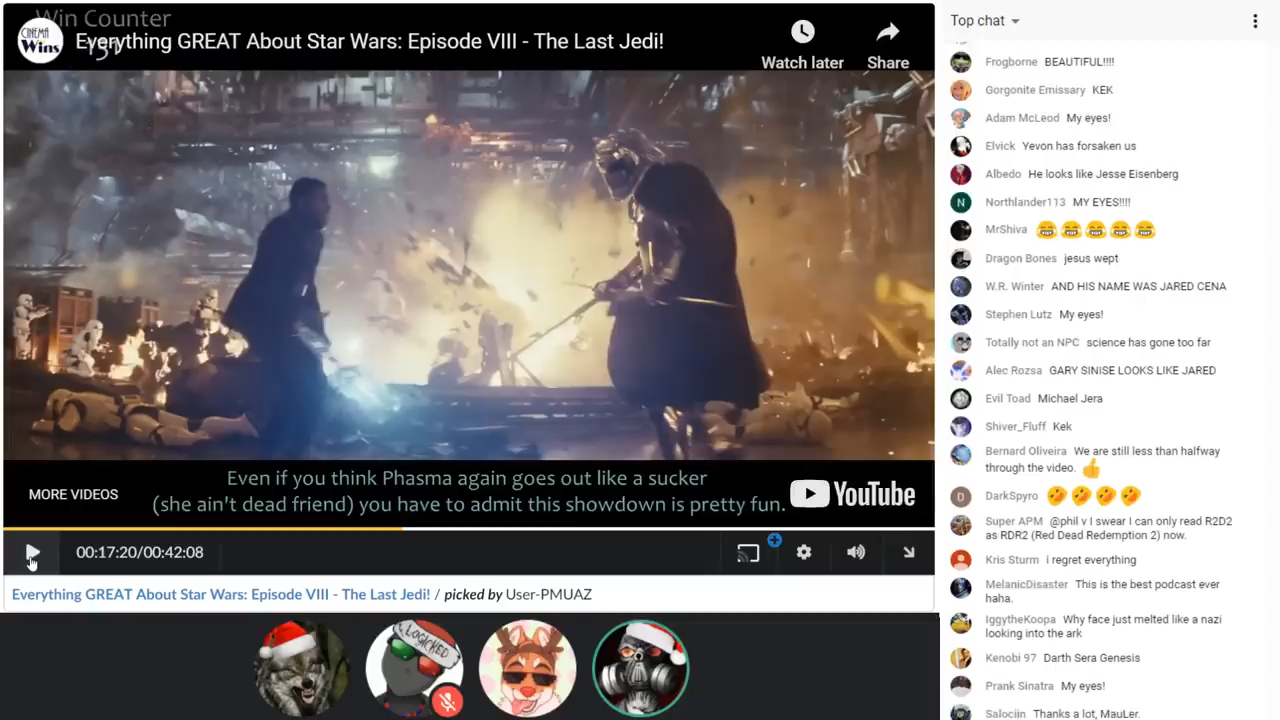 Win Counter
CINEMA
Wins
Everything GREAT About Star Wars: Episode VIII - The Last Jedi!
Watch later
Share
MORE VIDEOS
Even if you think Phasma again goes out like a sucker
(she ain't dead friend) you have to admit this showdown is pretty fun.
YouTube
00:17:20/00:42:08
Everything GREAT About Star Wars: Episode VIII - The Last Jedi! / picked by User-PMUAZ
LOGICKED
Top chat
Frogborne BEAUTIFUL!!!!
Gorgonite Emissary KEK
Adam McLeod My eyes!
Elvick Yevon has forsaken us
Albedo He looks like Jesse Eisenberg
N Northlander113 MY EYES!!!!
MrShiva 😂😂😂😂😂
Dragon Bones jesus wept
W.R. Winter AND HIS NAME WAS JARED CENA
Stephen Lutz My eyes!
Totally not an NPC science has gone too far
Alec Rozsa GARY SINISE LOOKS LIKE JARED
Evil Toad Michael Jera
Shiver_Fluff Kek
Bernard Oliveira We are still less than halfway
through the video. 👍
D DarkSpyro 🤣🤣🤣🤣
Super APM @phil v I swear I can only read R2D2
as RDR2 (Red Dead Redemption 2) now.
Kris Sturm i regret everything
MelanicDisaster This is the best podcast ever
haha.
IggytheKoopa Why face just melted like a nazi
looking into the ark
Kenobi 97 Darth Sera Genesis
Prank Sinatra My eyes!
Salociin Thanks a lot, MauLer.